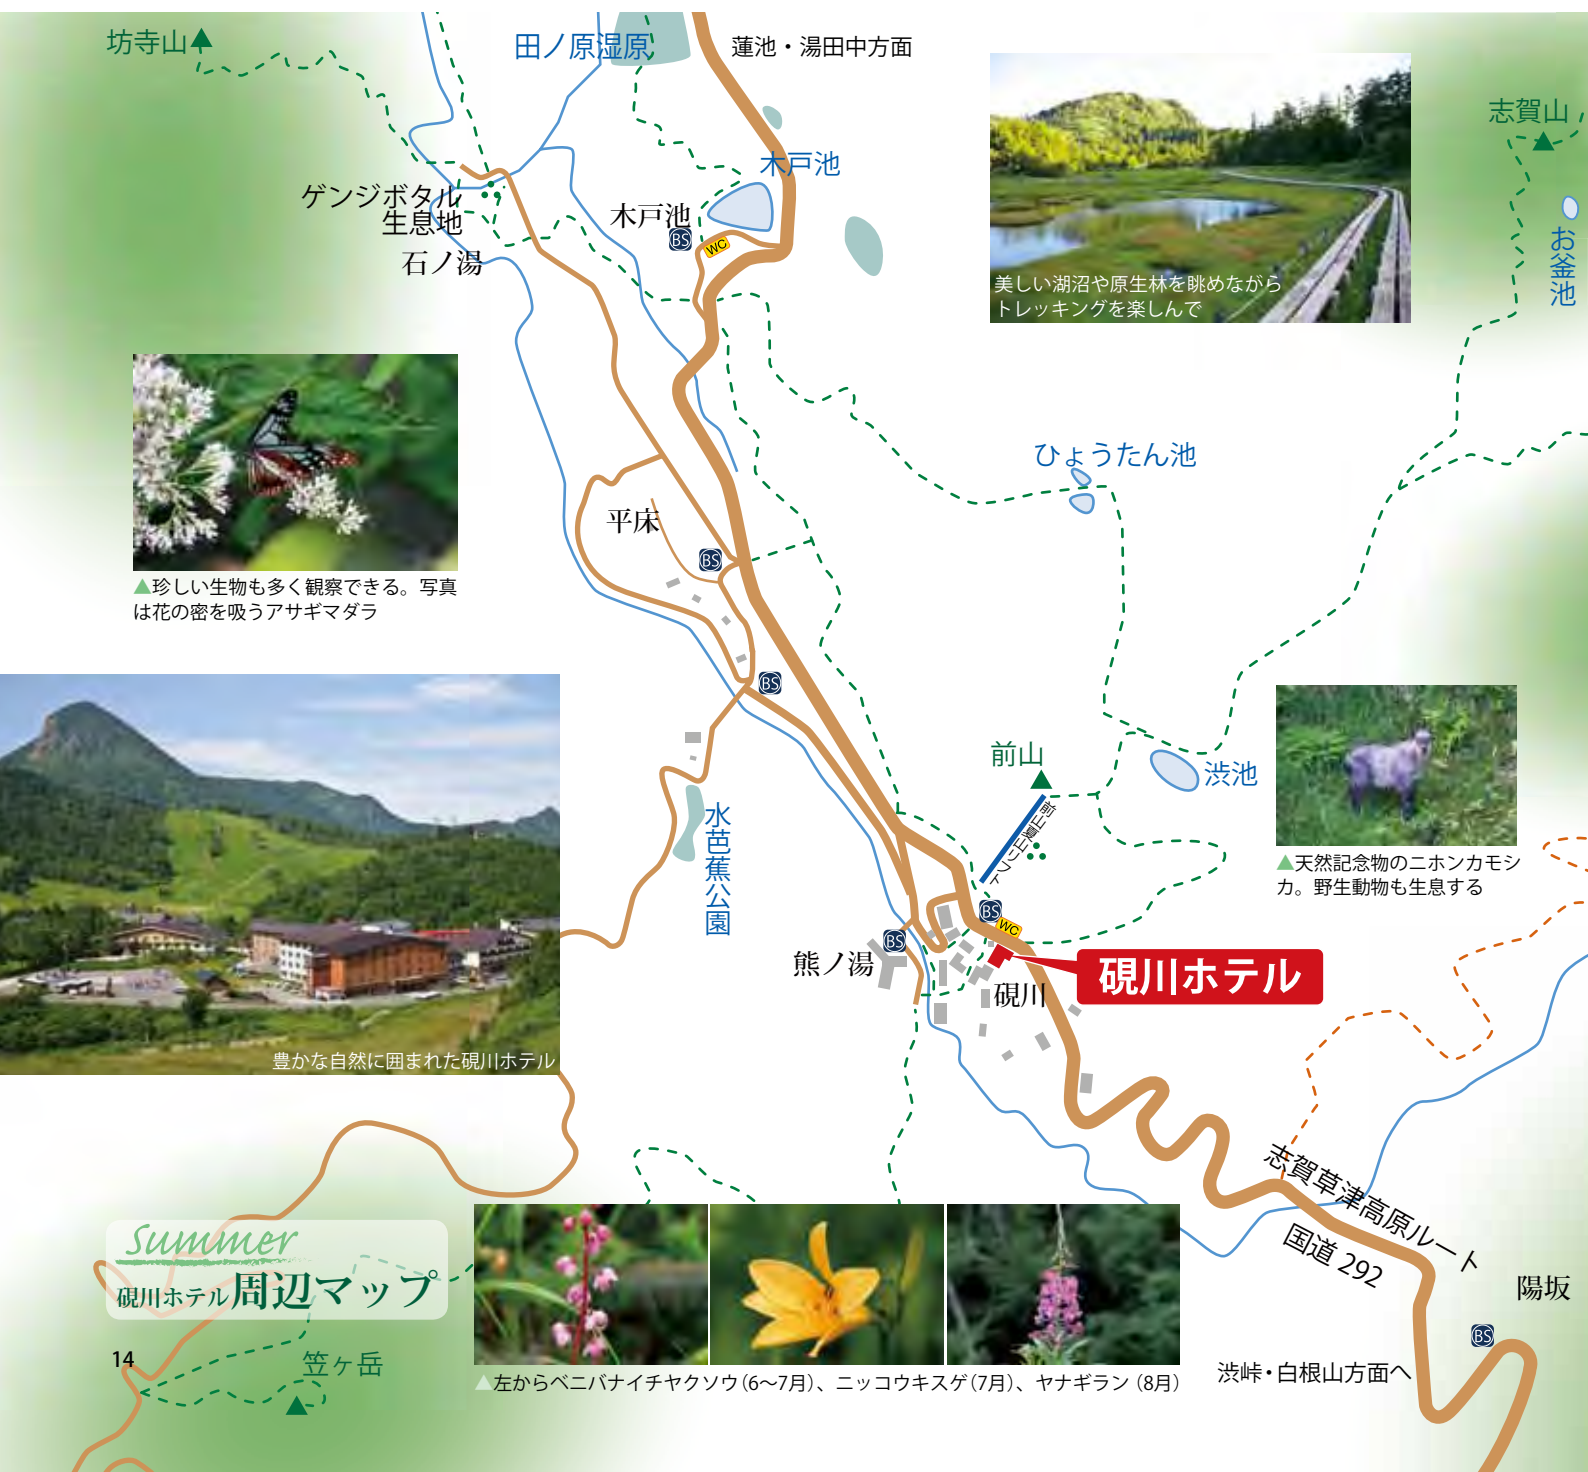 坊寺山
田ノ原湿原
蓮池・湯田中方面
志賀山
木戸池
ゲンジボタル
生息地
木戸池
BS
WC
石ノ湯
お釜池
美しい湖沼や原生林を眺めながら
トレッキングを楽しんで
ひょうたん池
平床
BS
▲珍しい生物も多く観察できる。写真
は花の密を吸うアサギマダラ
BS
前山
渋池
前山夏山リフト
水芭蕉公園
▲天然記念物のニホンカモシ
カ。野生動物も生息する
BS
WC
BS
熊ノ湯
硯川
硯川ホテル
豊かな自然に囲まれた硯川ホテル
志賀草津高原ルート
国道 292
陽坂
BS
渋峠・白根山方面へ
Summer
硯川ホテル周辺マップ
14
笠ヶ岳
▲左からベニバナイチヤクソウ(6〜7月)、ニッコウキスゲ(7月)、ヤナギラン(8月)